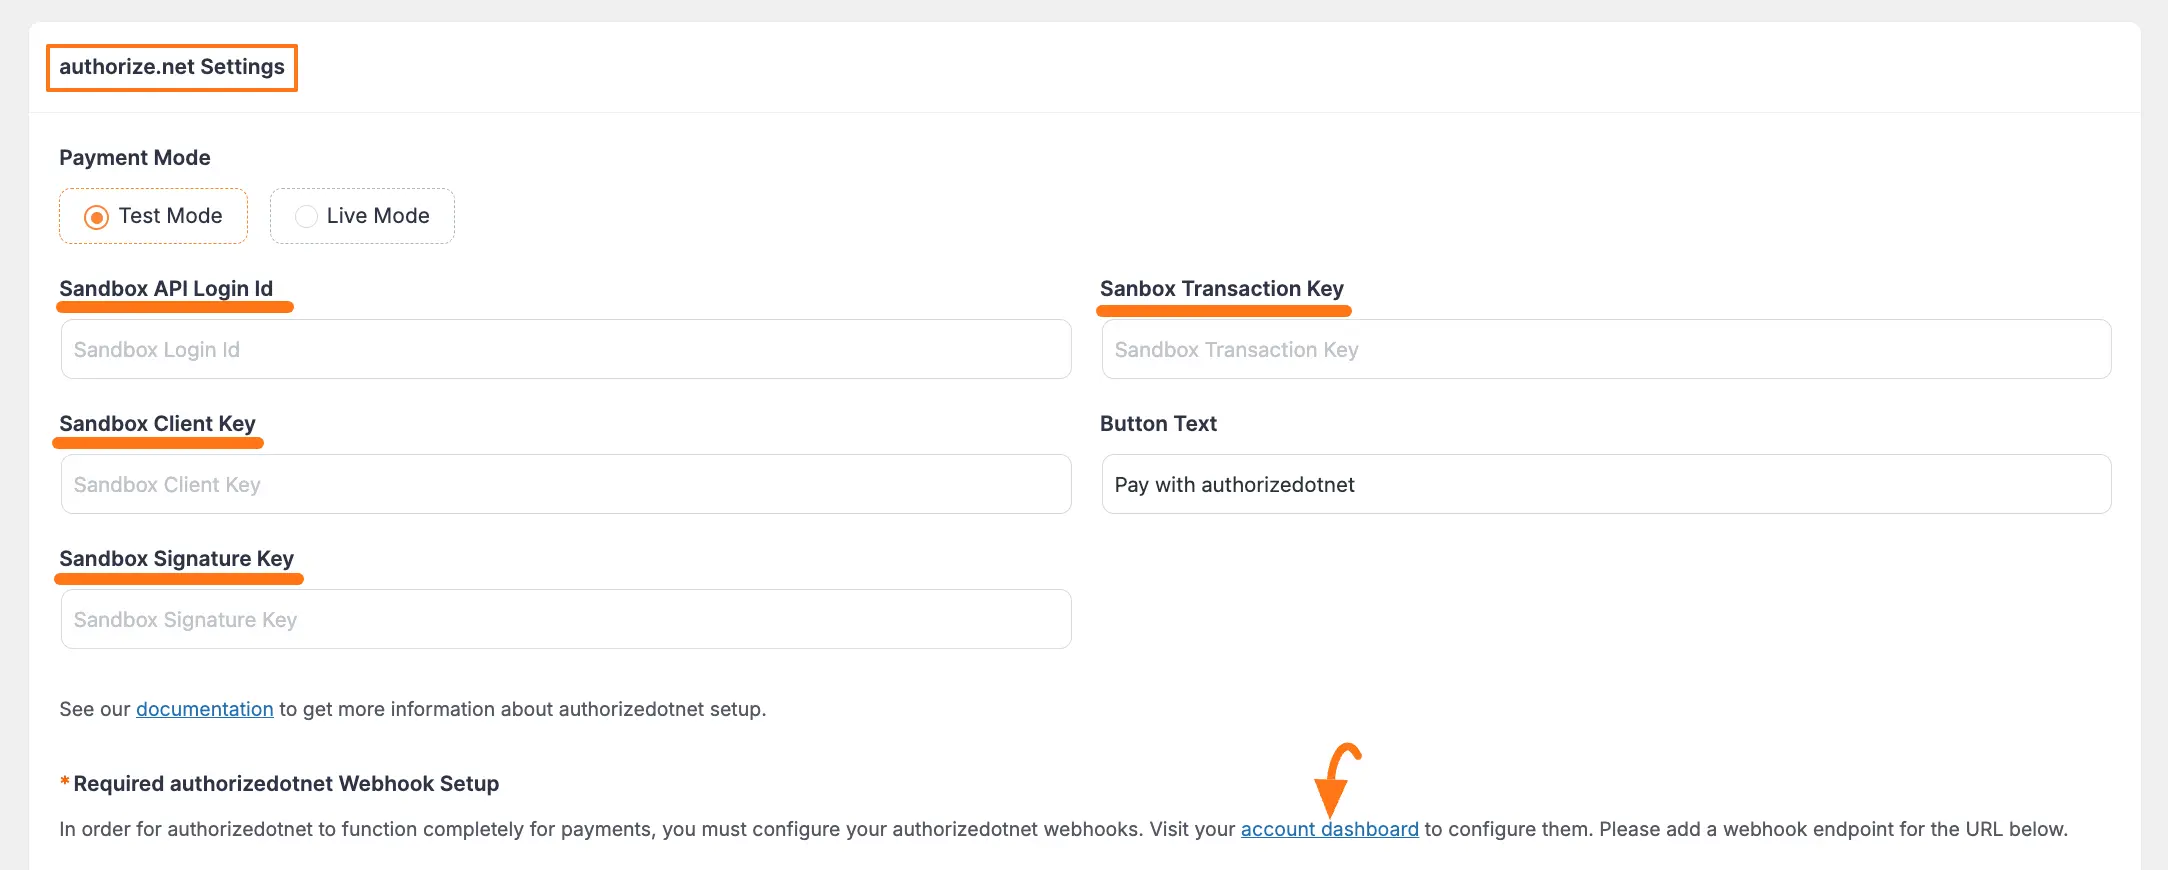 authorize.net Settings
Payment Mode
Test Mode
Live Mode
Sandbox API Login Id
Sanbox Transaction Key
Sandbox Login Id
Sandbox Transaction Key
Sandbox Client Key
Button Text
Sandbox Client Key
Pay with authorizedotnet
Sandbox Signature Key
Sandbox Signature Key
See our documentation to get more information about authorizedotnet setup.
* Required authorizedotnet Webhook Setup
In order for authorizedotnet to function completely for payments, you must configure your authorizedotnet webhooks. Visit your account dashboard to configure them. Please add a webhook endpoint for the URL below.